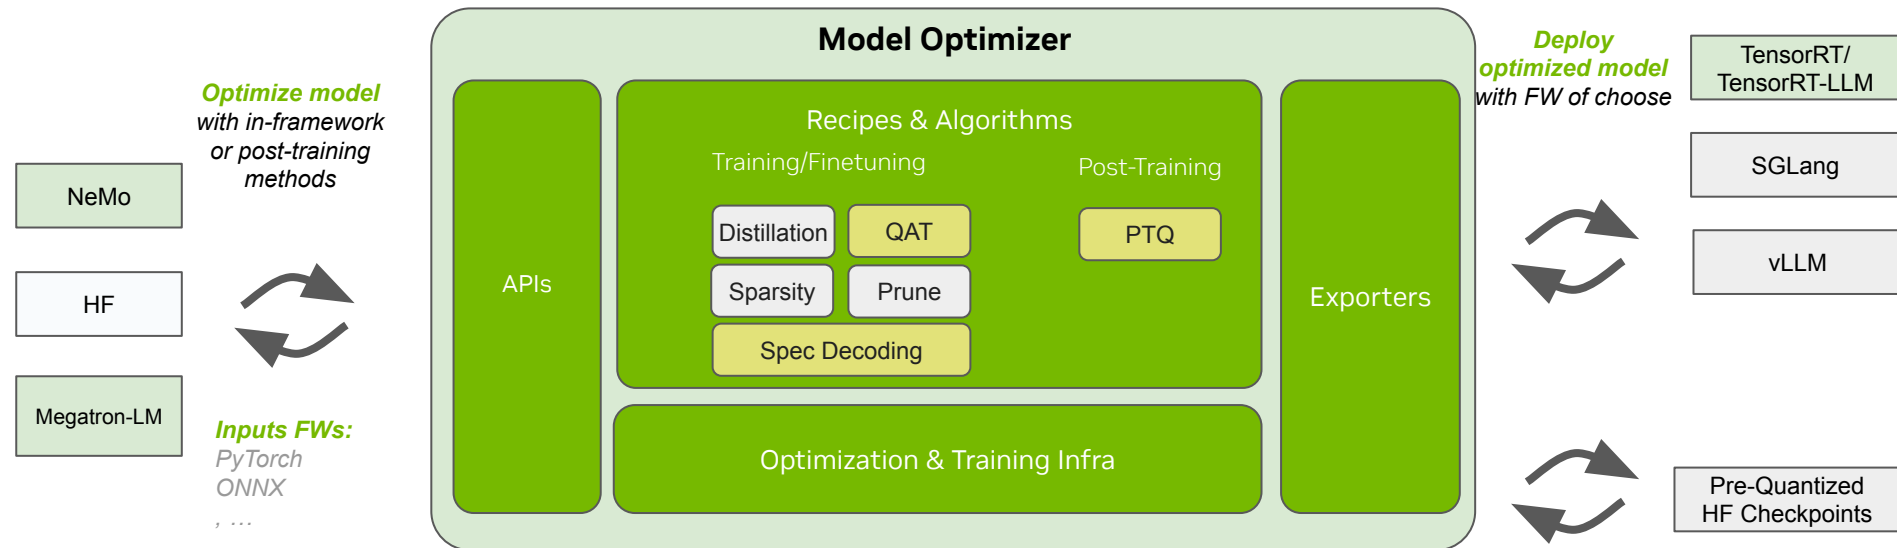 Model Optimizer
Optimize model
with in-framework
or post-training
methods
NeMo
HF
Megatron-LM
Inputs FWs:
PyTorch
ONNX
, ...
APIs
Recipes & Algorithms
Training/Finetuning
Post-Training
Distillation
QAT
PTQ
Sparsity
Prune
Spec Decoding
Optimization & Training Infra
Exporters
Deploy
optimized model
with FW of choose
TensorRT/
TensorRT-LLM
SGLang
vLLM
Pre-Quantized
HF Checkpoints